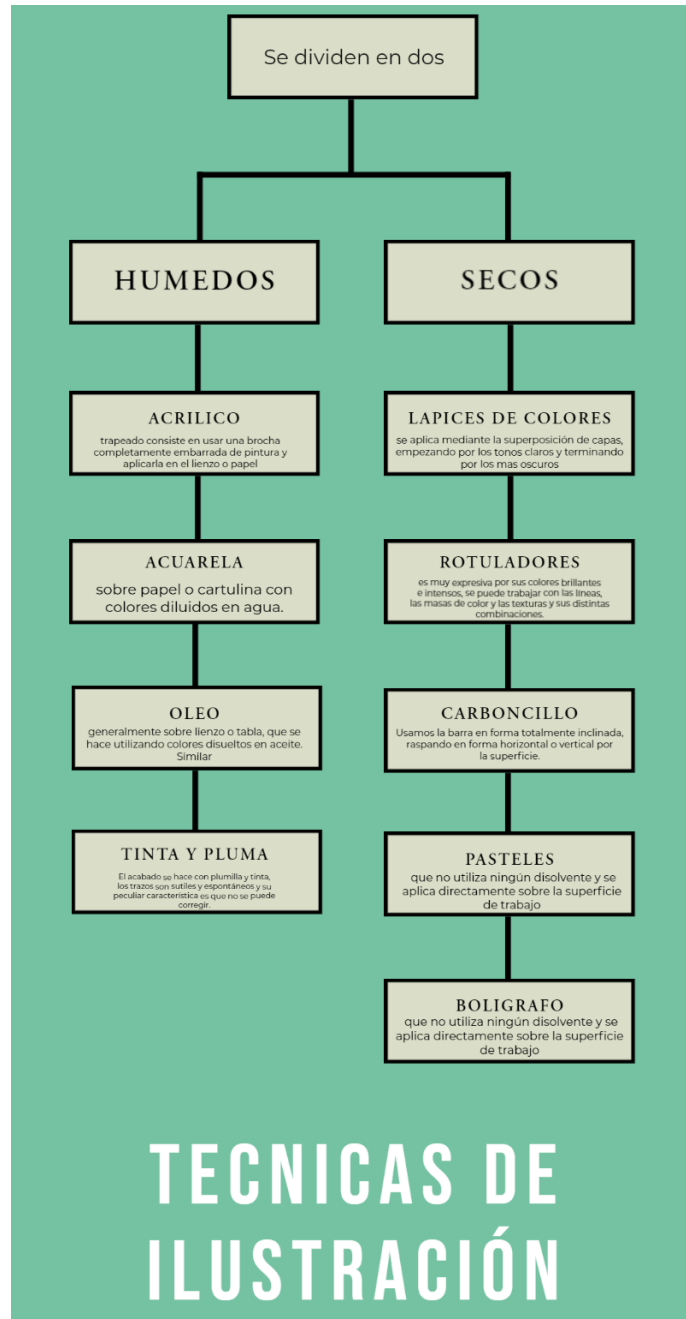 Se dividen en dos
HUMEDOS
SECOS
ACRILICO
trapeado consiste en usar una brocha
completamente embarrada de pintura y
aplicarla en el lienzo o papel
LAPICES DE COLORES
se aplica mediante la superposición de capas,
empezando por los tonos claros y terminando
por los mas oscuros
ACUARELA
sobre papel o cartulina con
colores diluidos en agua.
ROTULADORES
es muy expresiva por sus colores brillantes
e intensos, se puede trabajar con las líneas,
las masas de color y las texturas y sus distintas
combinaciones.
OLEO
generalmente sobre lienzo o tabla, que se
hace utilizando colores disueltos en aceite.
Similar
CARBONCILLO
Usamos la barra en forma totalmente inclinada,
raspando en forma horizontal o vertical por
la superficie.
TINTA Y PLUMA
El acabado se hace con plumilla y tinta,
los trazos son sutiles y espontáneos y su
peculiar característica es que no se puede
corregir.
PASTELES
que no utiliza ningún disolvente y se
aplica directamente sobre la superficie
de trabajo
BOLIGRAFO
que no utiliza ningún disolvente y se
aplica directamente sobre la superficie
de trabajo
TECNICAS DE
ILUSTRACIÓN